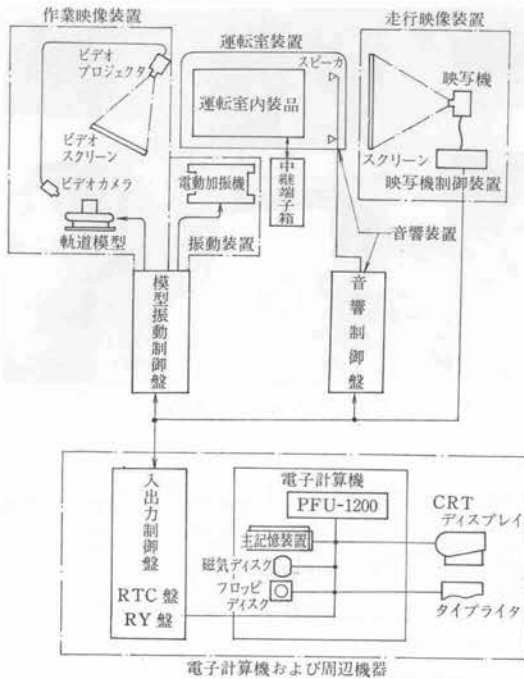 作業映像装置
ビデオ
プロジェクタ
ビデオ
スクリーン
ビデオカメラ
軌道模型
運転室装置
スピーカ
運転室内装品
中継端子箱
電動加振機
振動装置
走行映像装置
映写機
スクリーン
映写機制御装置
音響装置
模型振動制御盤
音響制御盤
入出力制御盤
RTC 盤
RY 盤
電子計算機
PFU-1200
主記憶装置
磁気ディスク
フロッピ
ディスク
CRT
ディスプレイ
タイプライタ
電子計算機および周辺機器